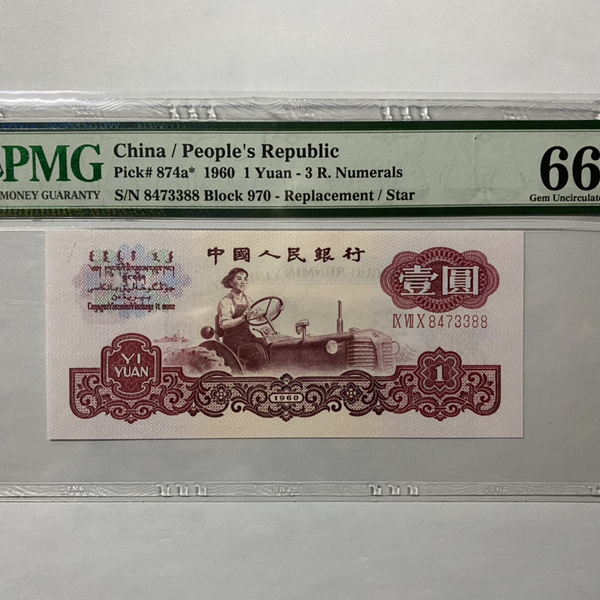 PMG
MONEY GUARANTY
China / People's Republic
Pick# 874a* 1960 1 Yuan - 3 R. Numerals
S/N 8473388 Block 970 - Replacement / Star
66
Gem Uncirculate
中國人民銀行
壹圓
IX VII X 8473388
YI
YUAN
1960
1